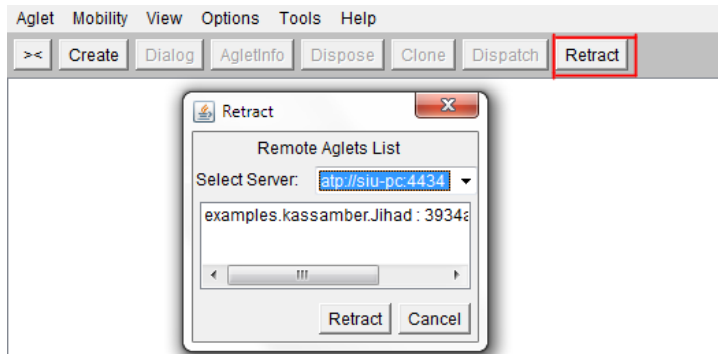 Aglet Mobility View Options Tools Help
>< Create Dialog AgletInfo Dispose Clone Dispatch Retract
Retract
Remote Aglets List
Select Server: atp://siu-pc:4434
examples.kassamber.Jihad : 3934a
Retract Cancel